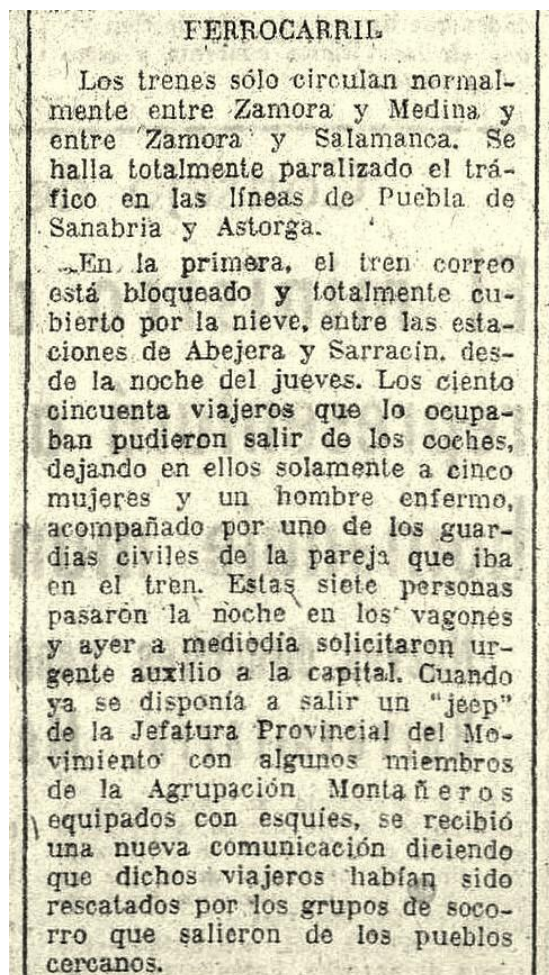 FERROCARRIL
Los trenes sólo circulan normal-
mente entre Zamora y Medina y
entre Zamora y Salamanca. Se
halla totalmente paralizado el trá-
fico en las líneas de Puebla de
Sanabria y Astorga.
En la primera, el tren correo
está bloqueado y totalmente cu-
bierto por la nieve, entre las esta-
ciones de Abejera y Sarracín. des-
de la noche del jueves. Los ciento
cincuenta viajeros que lo ocupa-
ban pudieron salir de los coches,
dejando en ellos solamente a cinco
mujeres y un hombre enfermo,
acompañado por uno de los guar-
dias civiles de la pareja que iba
en el tren. Estas siete personas
pasaron la noche en los vagones
y ayer a mediodía solicitaron ur-
gente auxilio a la capital. Cuando
ya se disponía a salir un "jeep"
de la Jefatura Provincial del Mo-
vimiento con algunos miembros
de la Agrupación Montañeros
equipados con esquíes, se recibió
una nueva comunicación diciendo
que dichos viajeros habían sido
rescatados por los grupos de soco-
rro que salieron de los pueblos
cercanos.